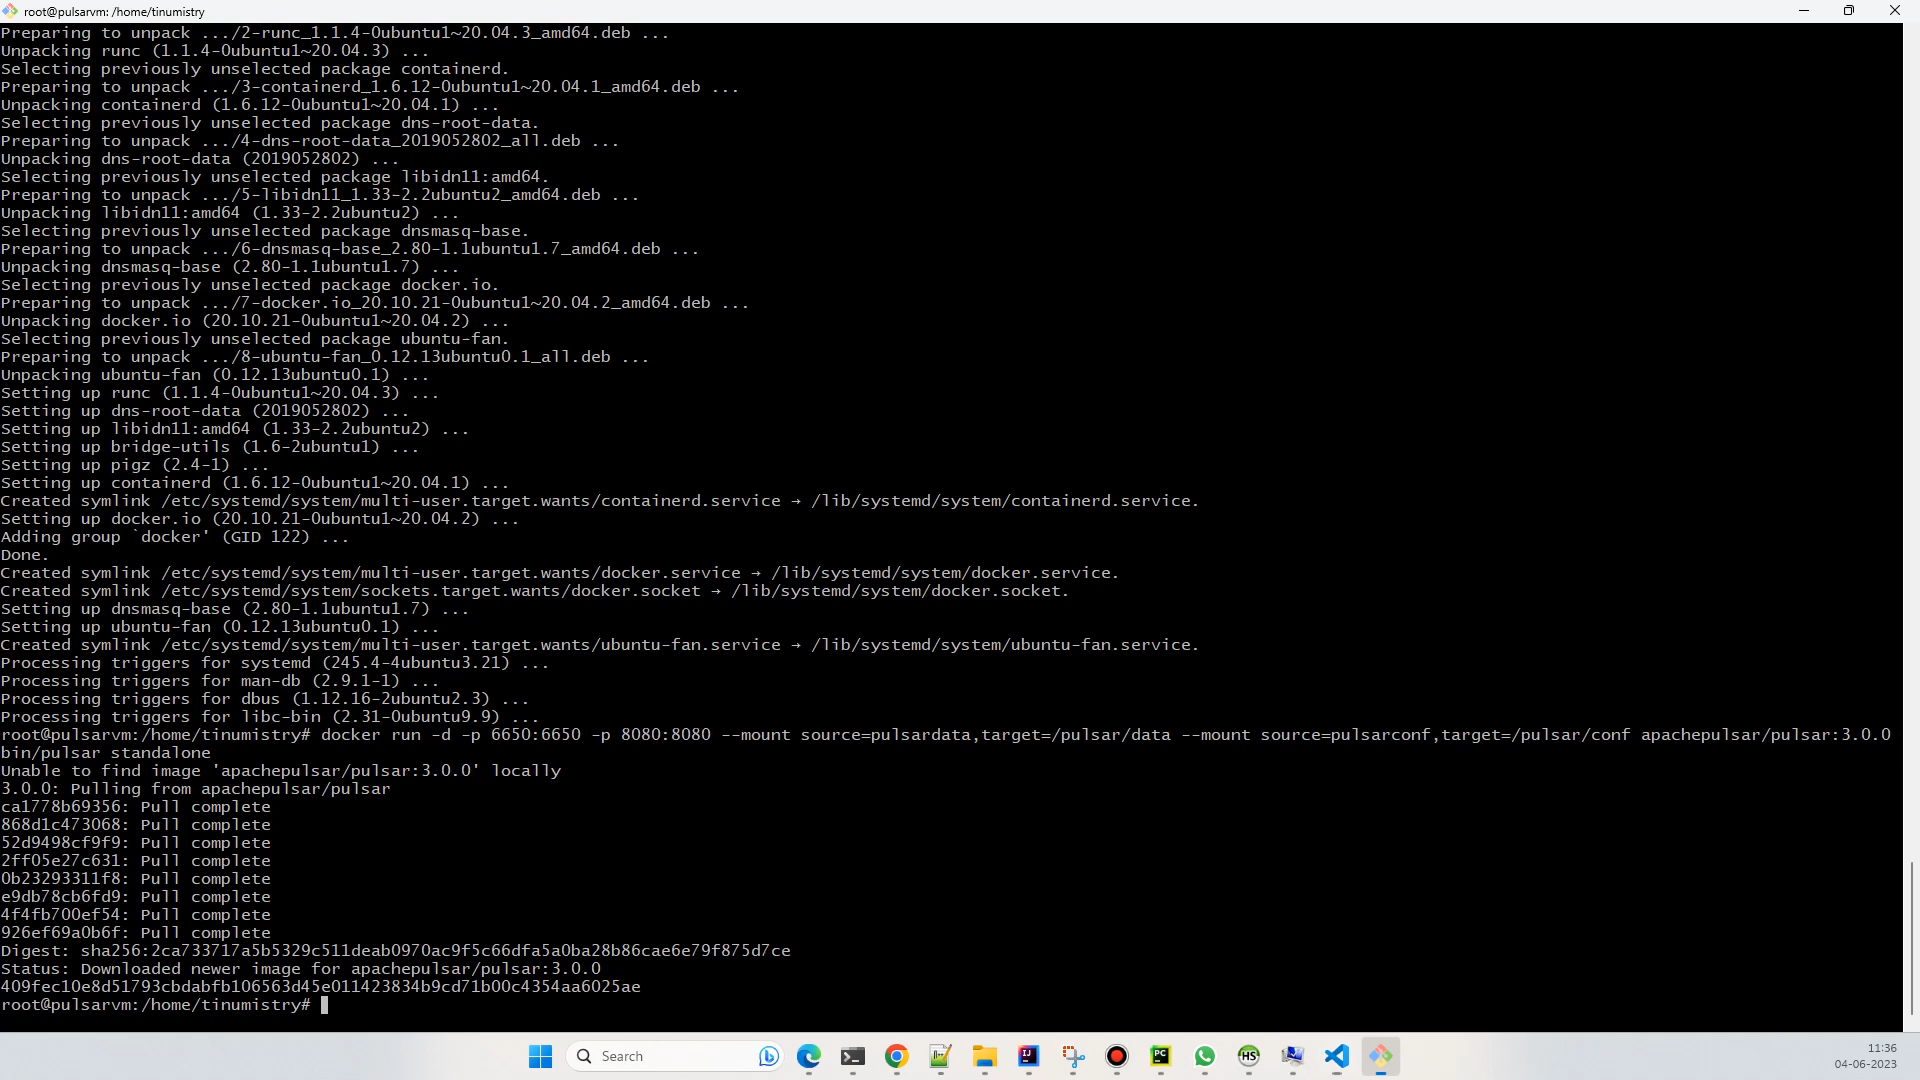 root@pulsarvm: /home/tinumistry
Preparing to unpack .../2-runc_1.1.4-0ubuntu1~20.04.3_amd64.deb ...
Unpacking runc (1.1.4-0ubuntu1~20.04.3) ...
Selecting previously unselected package containerd.
Preparing to unpack .../3-containerd_1.6.12-0ubuntu1~20.04.1_amd64.deb ...
Unpacking containerd (1.6.12-0ubuntu1~20.04.1) ...
Selecting previously unselected package dns-root-data.
Preparing to unpack .../4-dns-root-data_2019052802_all.deb ...
Unpacking dns-root-data (2019052802) ...
Selecting previously unselected package libidn11:amd64.
Preparing to unpack .../5-libidn11_1.33-2.2ubuntu2_amd64.deb ...
Unpacking libidn11:amd64 (1.33-2.2ubuntu2) ...
Selecting previously unselected package dnsmasq-base.
Preparing to unpack .../6-dnsmasq-base_2.80-1.1ubuntu1.7_amd64.deb ...
Unpacking dnsmasq-base (2.80-1.1ubuntu1.7) ...
Selecting previously unselected package docker.io.
Preparing to unpack .../7-docker.io_20.10.21-0ubuntu1~20.04.2_amd64.deb ...
Unpacking docker.io (20.10.21-0ubuntu1~20.04.2) ...
Selecting previously unselected package ubuntu-fan.
Preparing to unpack .../8-ubuntu-fan_0.12.13ubuntu0.1_all.deb ...
Unpacking ubuntu-fan (0.12.13ubuntu0.1) ...
Setting up runc (1.1.4-0ubuntu1~20.04.3) ...
Setting up dns-root-data (2019052802) ...
Setting up libidn11:amd64 (1.33-2.2ubuntu2) ...
Setting up bridge-utils (1.6-2ubuntu1) ...
Setting up pigz (2.4-1) ...
Setting up containerd (1.6.12-0ubuntu1~20.04.1) ...
Created symlink /etc/systemd/system/multi-user.target.wants/containerd.service → /lib/systemd/system/containerd.service.
Setting up docker.io (20.10.21-0ubuntu1~20.04.2) ...
Adding group `docker' (GID 122) ...
Done.
Created symlink /etc/systemd/system/multi-user.target.wants/docker.service → /lib/systemd/system/docker.service.
Created symlink /etc/systemd/system/sockets.target.wants/docker.socket → /lib/systemd/system/docker.socket.
Setting up dnsmasq-base (2.80-1.1ubuntu1.7) ...
Setting up ubuntu-fan (0.12.13ubuntu0.1) ...
Created symlink /etc/systemd/system/multi-user.target.wants/ubuntu-fan.service → /lib/systemd/system/ubuntu-fan.service.
Processing triggers for systemd (245.4-4ubuntu3.21) ...
Processing triggers for man-db (2.9.1-1) ...
Processing triggers for dbus (1.12.16-2ubuntu2.3) ...
Processing triggers for libc-bin (2.31-0ubuntu9.9) ...
root@pulsarvm:/home/tinumistry# docker run -d -p 6650:6650 -p 8080:8080 --mount source=pulsardata,target=/pulsar/data --mount source=pulsarconf,target=/pulsar/conf apachepulsar/pulsar:3.0.0
bin/pulsar standalone
Unable to find image 'apachepulsar/pulsar:3.0.0' locally
3.0.0: Pulling from apachepulsar/pulsar
ca1778b69356: Pull complete
868d1c473068: Pull complete
52d9498cf9f9: Pull complete
2ff05e27c631: Pull complete
0b23293311f8: Pull complete
e9db78cb6fd9: Pull complete
4f4fb700ef54: Pull complete
926ef69a0b6f: Pull complete
Digest: sha256:2ca733717a5b5329c511deab0970ac9f5c66dfa5a0ba28b86cae6e79f875d7ce
Status: Downloaded newer image for apachepulsar/pulsar:3.0.0
409fec10e8d51793cbdabfb106563d45e011423834b9cd71b00c4354aa6025ae
root@pulsarvm:/home/tinumistry#
Search
11:36
04-06-2023